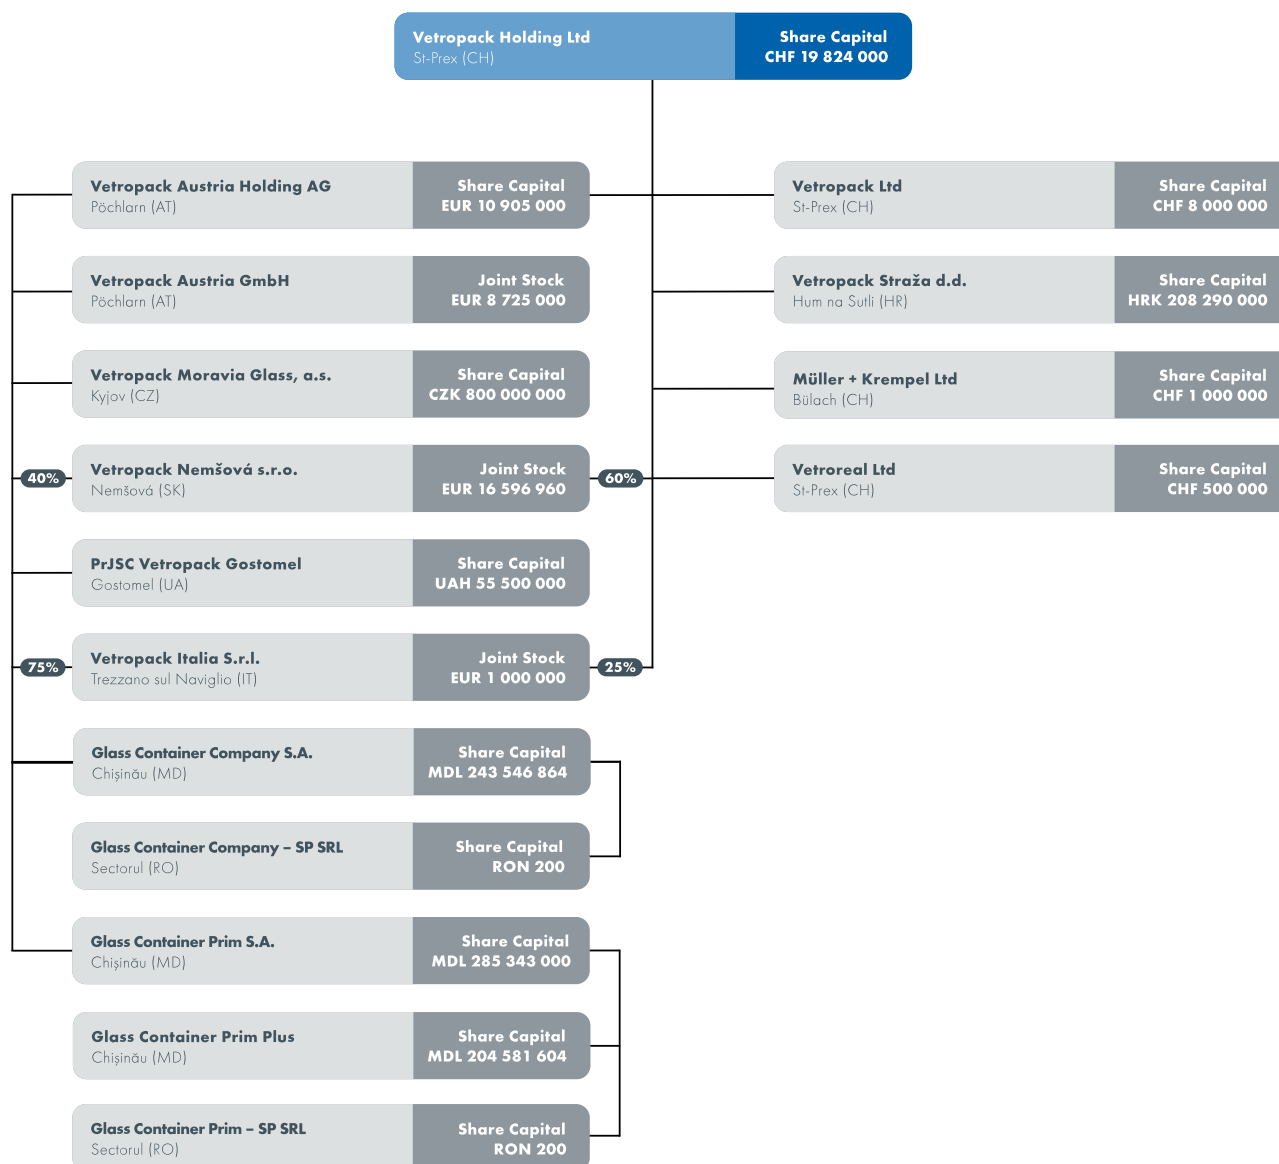 Vetropack Holding Ltd
St-Prex (CH)
Share Capital
CHF 19 824 000
Vetropack Austria Holding AG
Pöchlarn (AT)
Share Capital
EUR 10 905 000
Vetropack Ltd
St-Prex (CH)
Share Capital
CHF 8 000 000
Vetropack Austria GmbH
Pöchlarn (AT)
Joint Stock
EUR 8 725 000
Vetropack Straža d.d.
Hum na Sutli (HR)
Share Capital
HRK 208 290 000
Vetropack Moravia Glass, a.s.
Kyjov (CZ)
Share Capital
CZK 800 000 000
Müller + Krempel Ltd
Bülach (CH)
Share Capital
CHF 1 000 000
40%
Vetropack Nemšová s.r.o.
Nemšová (SK)
Joint Stock
EUR 16 596 960
60%
Vetroreal Ltd
St-Prex (CH)
Share Capital
CHF 500 000
PrJSC Vetropack Gostomel
Gostomel (UA)
Share Capital
UAH 55 500 000
75%
Vetropack Italia S.r.l.
Trezzano sul Naviglio (IT)
Joint Stock
EUR 1 000 000
25%
Glass Container Company S.A.
Chişinău (MD)
Share Capital
MDL 243 546 864
Glass Container Company – SP SRL
Sectorul (RO)
Share Capital
RON 200
Glass Container Prim S.A.
Chişinău (MD)
Share Capital
MDL 285 343 000
Glass Container Prim Plus
Chişinău (MD)
Share Capital
MDL 204 581 604
Glass Container Prim – SP SRL
Sectorul (RO)
Share Capital
RON 200